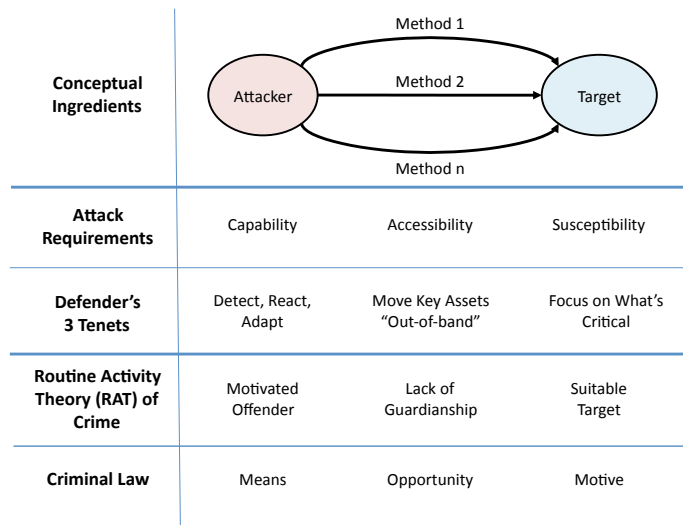 Method 1
Conceptual
Ingredients
Attacker
Method 2
Target
Method n
Attack
Requirements
Capability
Accessibility
Susceptibility
Defender's
3 Tenets
Detect, React,
Adapt
Move Key Assets
“Out-of-band”
Focus on What's
Critical
Routine Activity
Theory (RAT) of
Crime
Motivated
Offender
Lack of
Guardianship
Suitable
Target
Criminal Law
Means
Opportunity
Motive